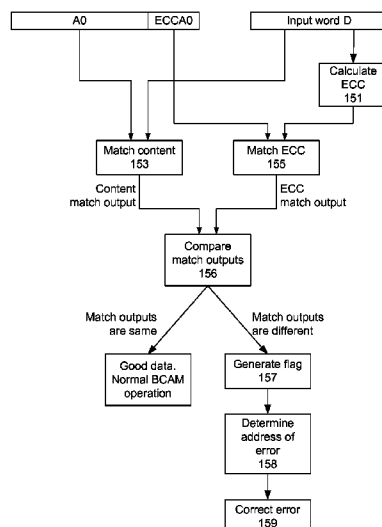 A0 ECCA0 Input word D
Calculate
ECC
151
Match content
153
Match ECC
155
Content
match output
ECC
match output
Compare
match outputs
156
Match outputs
are same
Match outputs
are different
Good data.
Normal BCAM
operation
Generate flag
157
Determine
address of
error
158
Correct error
159